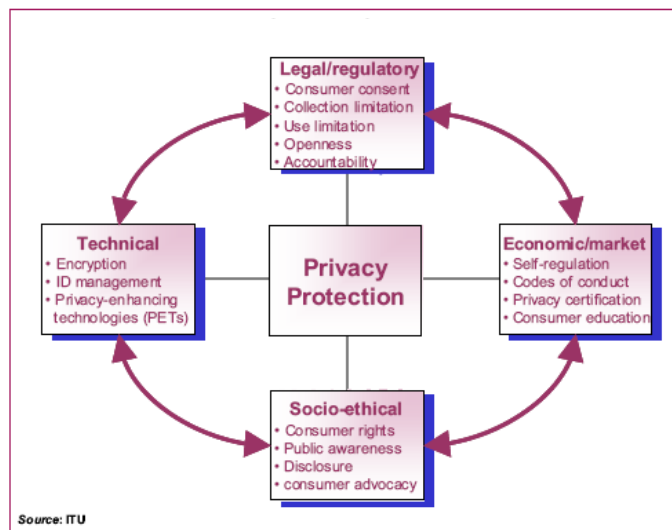 Legal/regulatory
• Consumer consent
• Collection limitation
• Use limitation
• Openness
• Accountability
Technical
• Encryption
• ID management
• Privacy-enhancing
technologies (PETs)
Privacy
Protection
Economic/market
• Self-regulation
• Codes of conduct
• Privacy certification
• Consumer education
Socio-ethical
• Consumer rights
• Public awareness
• Disclosure
• consumer advocacy
Source: ITU